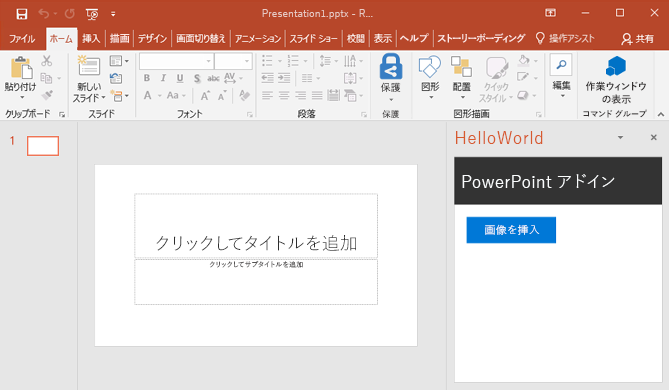 Presentation1.pptx - R...
ファイル ホーム 挿入 描画 デザイン 画面切り替え アニメーション スライド ショー 校閲 表示 ヘルプ ストーリーボーディング 操作アシスト 共有
貼り付け
新しい
スライド
B I U S abc AV
A Aa A A A
保護
図形
配置
クイック
スタイル
編集
作業ウィンドウ
の表示
クリップボード スライド フォント 段落 保護 図形描画 コマンド グループ
1
クリックしてタイトルを追加
クリックしてサブタイトルを追加
HelloWorld
PowerPoint アドイン
画像を挿入